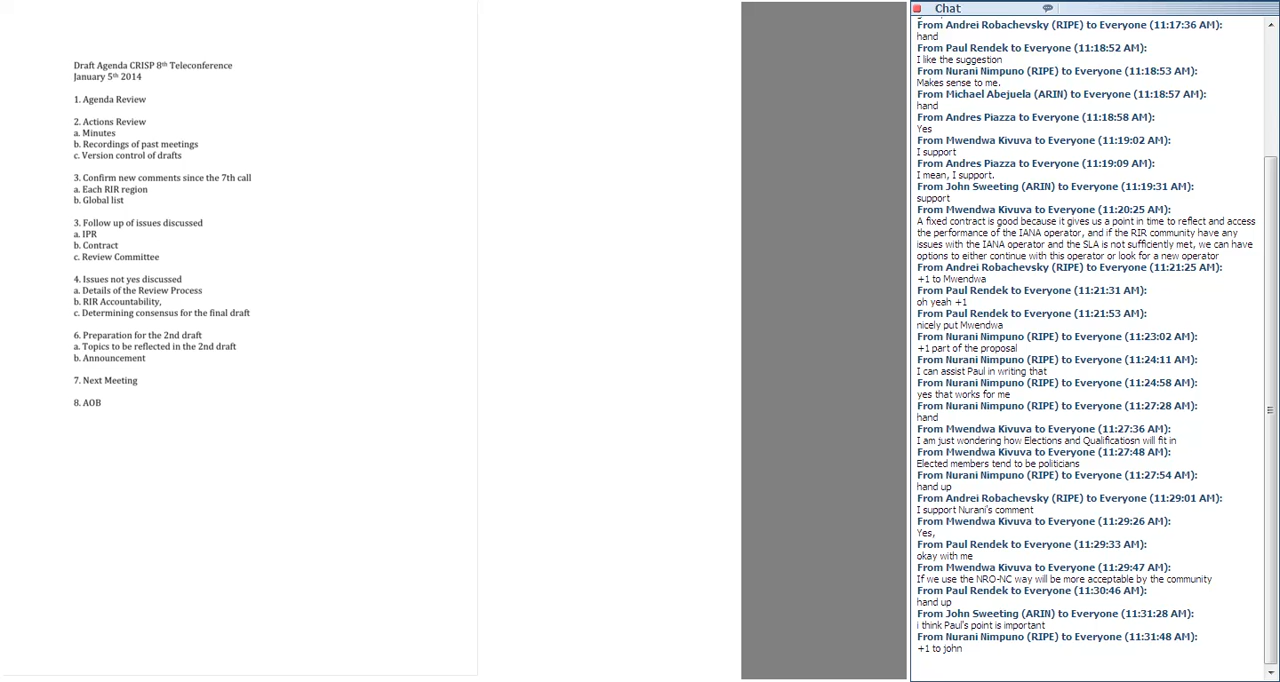 Draft Agenda CRISP 8th Teleconference
January 5th 2014
1. Agenda Review
2. Actions Review
a. Minutes
b. Recordings of past meetings
c. Version control of drafts
3. Confirm new comments since the 7th call
a. Each RIR region
b. Global list
3. Follow up of issues discussed
a. IPR
b. Contract
c. Review Committee
4. Issues not yes discussed
a. Details of the Review Process
b. RIR Accountability,
c. Determining consensus for the final draft
6. Preparation for the 2nd draft
a. Topics to be reflected in the 2nd draft
b. Announcement
7. Next Meeting
8. AOB
Chat
From Andrei Robachevsky (RIPE) to Everyone (11:17:36 AM):
hand
From Paul Rendek to Everyone (11:18:52 AM):
I like the suggestion
From Nurani Nimpuno (RIPE) to Everyone (11:18:53 AM):
Makes sense to me.
From Michael Abejuela (ARIN) to Everyone (11:18:57 AM):
hand
From Andres Piazza to Everyone (11:18:58 AM):
Yes
From Mwendwa Kivuva to Everyone (11:19:02 AM):
I support
From Andres Piazza to Everyone (11:19:09 AM):
I mean, I support.
From John Sweeting (ARIN) to Everyone (11:19:31 AM):
support
From Mwendwa Kivuva to Everyone (11:20:25 AM):
A fixed contract is good because it gives us a point in time to reflect and access
the performance of the IANA operator, and if the RIR community have any
issues with the IANA operator and the SLA is not sufficiently met, we can have
options to either continue with this operator or look for a new operator
From Andrei Robachevsky (RIPE) to Everyone (11:21:25 AM):
+1 to Mwendwa
From Paul Rendek to Everyone (11:21:31 AM):
oh yeah +1
From Paul Rendek to Everyone (11:21:53 AM):
nicely put Mwendwa
From Nurani Nimpuno (RIPE) to Everyone (11:23:02 AM):
+1 part of the proposal
From Nurani Nimpuno (RIPE) to Everyone (11:24:11 AM):
I can assist Paul in writing that
From Nurani Nimpuno (RIPE) to Everyone (11:24:58 AM):
yes that works for me
From Nurani Nimpuno (RIPE) to Everyone (11:27:28 AM):
hand
From Mwendwa Kivuva to Everyone (11:27:36 AM):
I am just wondering how Elections and Qualificatiosn will fit in
From Mwendwa Kivuva to Everyone (11:27:48 AM):
Elected members tend to be politicians
From Nurani Nimpuno (RIPE) to Everyone (11:27:54 AM):
hand up
From Andrei Robachevsky (RIPE) to Everyone (11:29:01 AM):
I support Nurani's comment
From Mwendwa Kivuva to Everyone (11:29:26 AM):
Yes,
From Paul Rendek to Everyone (11:29:33 AM):
okay with me
From Mwendwa Kivuva to Everyone (11:29:47 AM):
If we use the NRO-NC way will be more acceptable by the community
From Paul Rendek to Everyone (11:30:46 AM):
hand up
From John Sweeting (ARIN) to Everyone (11:31:28 AM):
i think Paul's point is important
From Nurani Nimpuno (RIPE) to Everyone (11:31:48 AM):
+1 to john